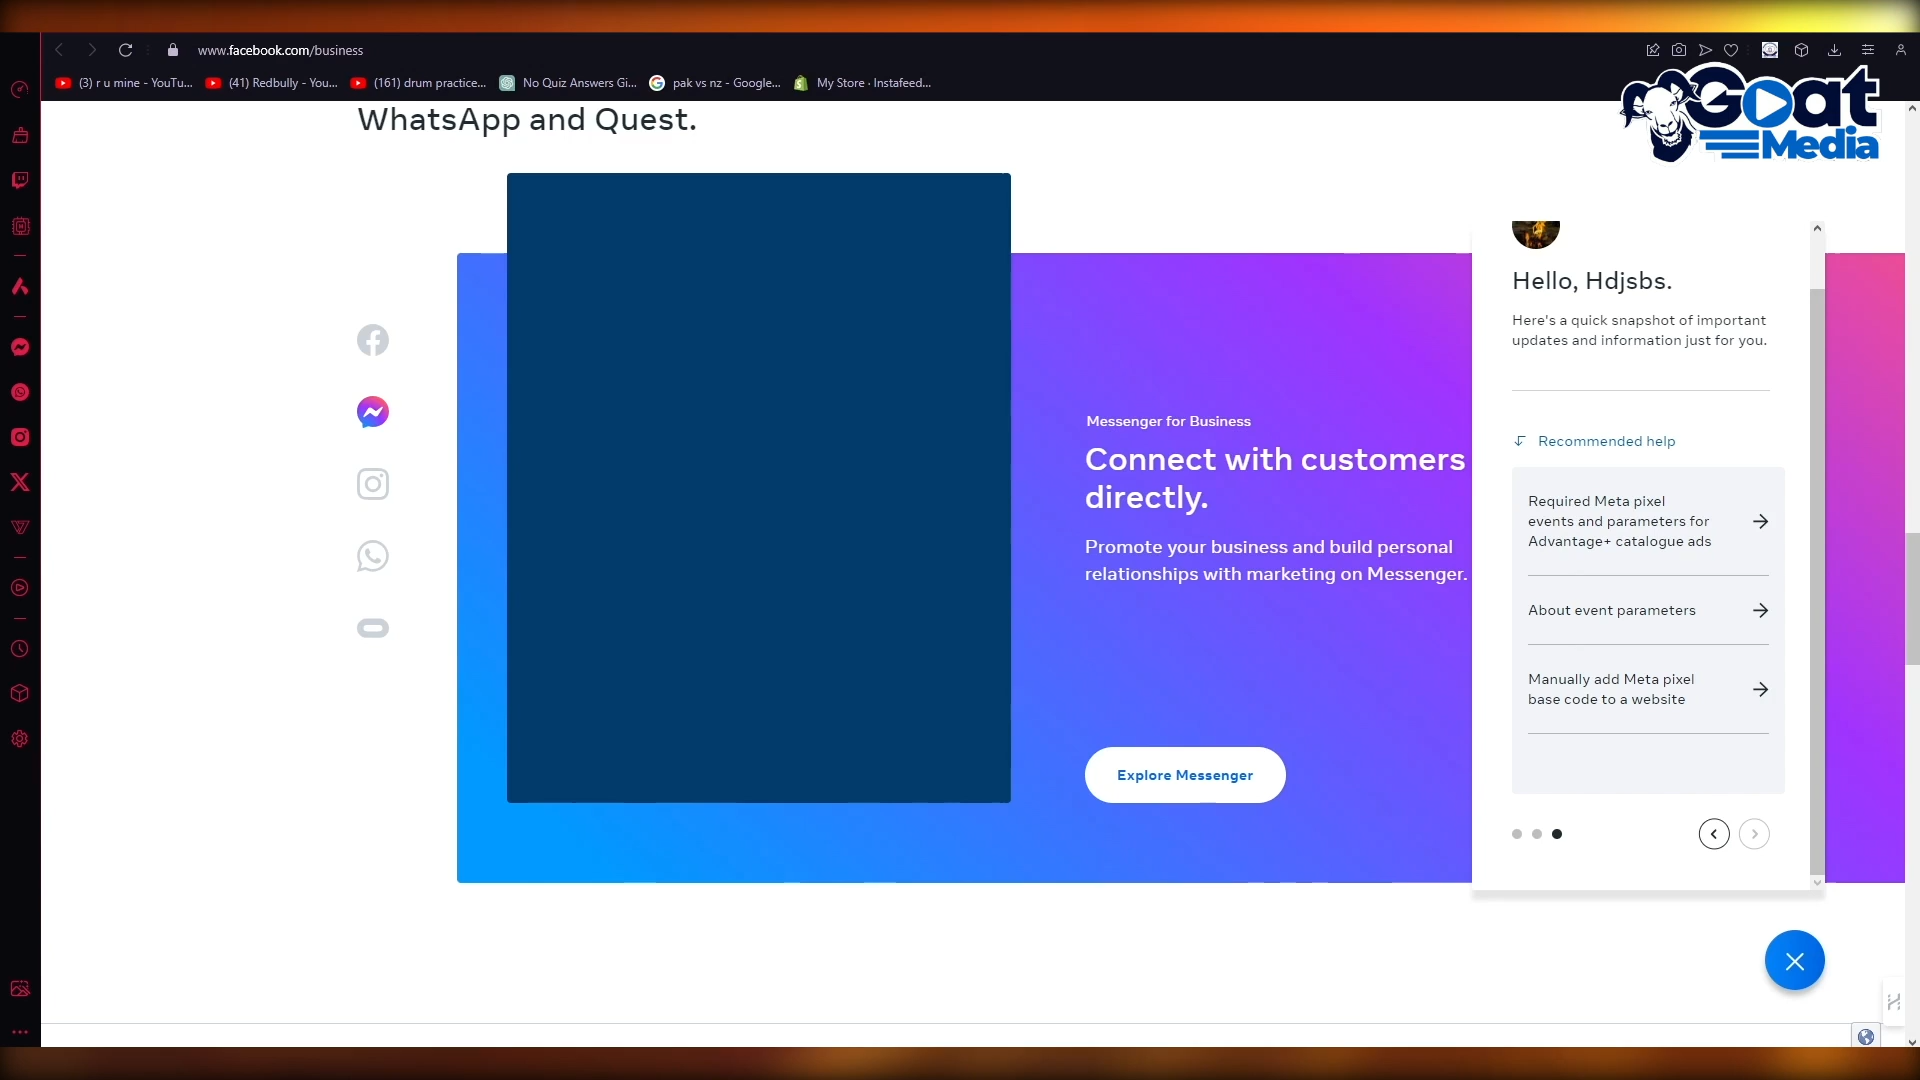 www.facebook.com/business
(3) r u mine - YouTu...
(41) Redbully - You...
(161) drum practice...
No Quiz Answers Gi...
pak vs nz - Google...
My Store · Instafeed...
Goat
Media
WhatsApp and Quest.
Messenger for Business
Connect with customers
directly.
Promote your business and build personal
relationships with marketing on Messenger.
Explore Messenger
Hello, Hdjsbs.
Here's a quick snapshot of important
updates and information just for you.
Recommended help
Required Meta pixel
events and parameters for
Advantage+ catalogue ads
About event parameters
Manually add Meta pixel
base code to a website